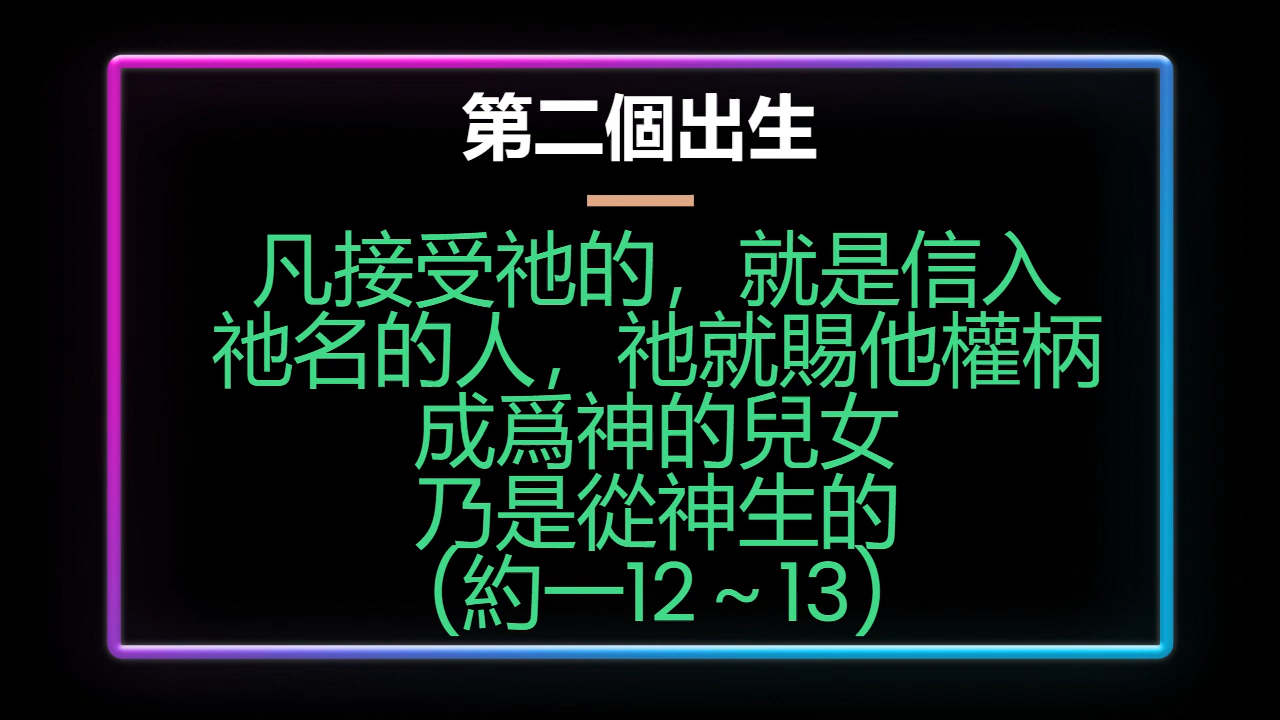 第二個出生
凡接受祂的，就是信入
祂名的人，祂就賜他權柄
成爲神的兒女
乃是從神生的
(約一12～13)